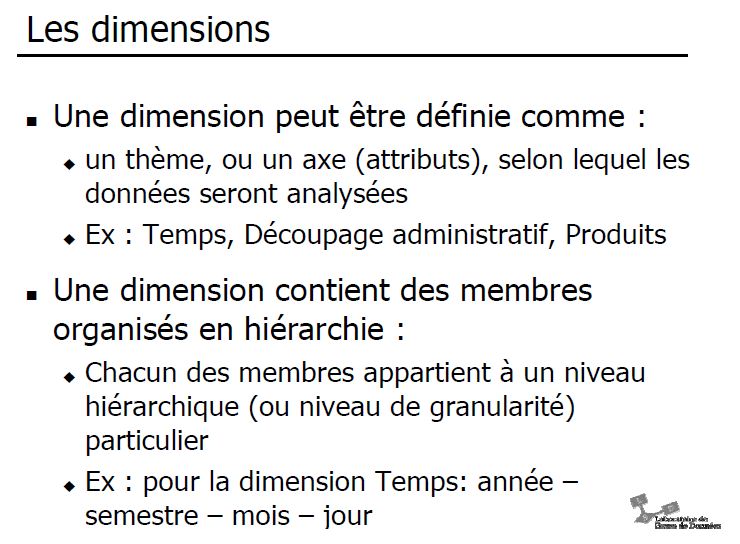 Les dimensions
Une dimension peut être définie comme :
un thème, ou un axe (attributs), selon lequel les
données seront analysées
Ex : Temps, Découpage administratif, Produits
Une dimension contient des membres
organisés en hiérarchie :
Chacun des membres appartient à un niveau
hiérarchique (ou niveau de granularité)
particulier
Ex : pour la dimension Temps: année –
semestre – mois – jour
de Données